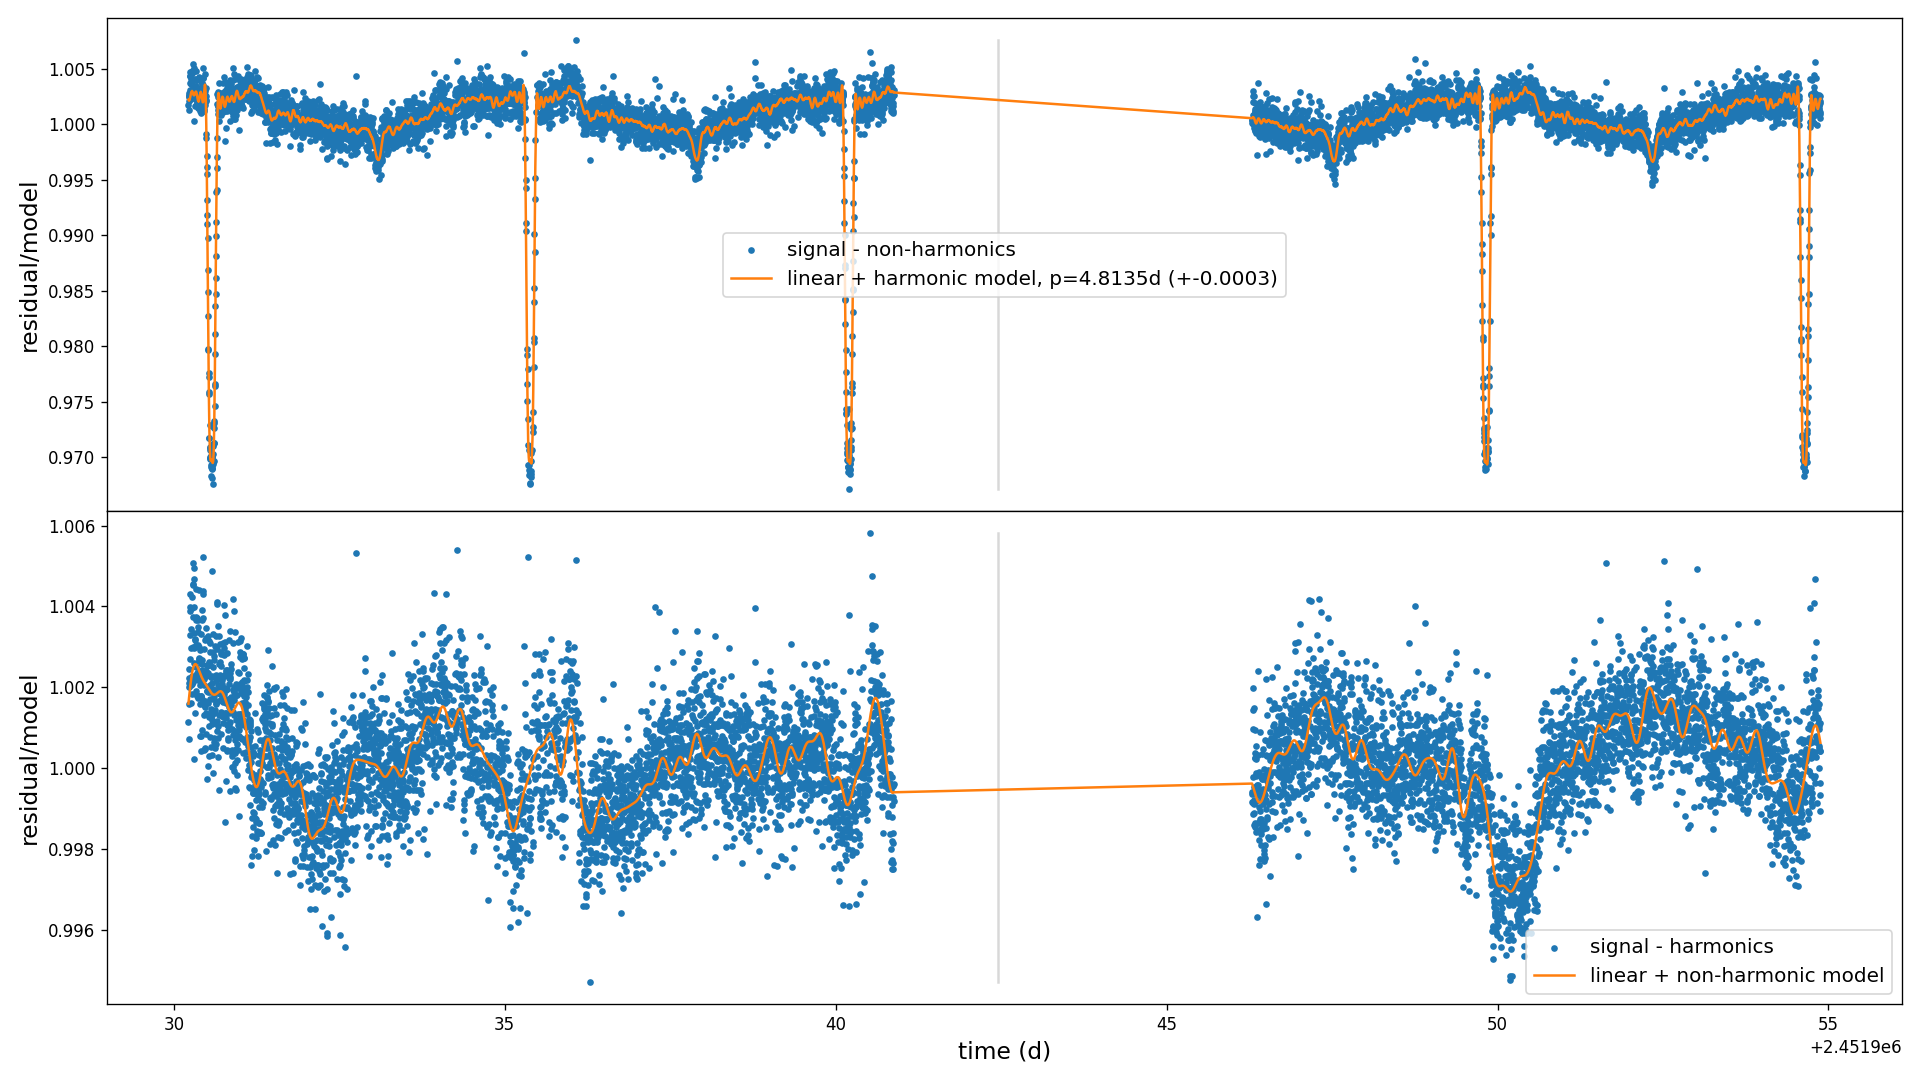 1.005
1.000
0.995
0.990
0.985
0.980
0.975
0.970
residual/model
signal - non-harmonics
linear + harmonic model, p=4.8135d (+-0.0003)
1.006
1.004
1.002
1.000
0.998
0.996
residual/model
signal - harmonics
linear + non-harmonic model
30 35 40 45 50 55
time (d)
+2.4519e6